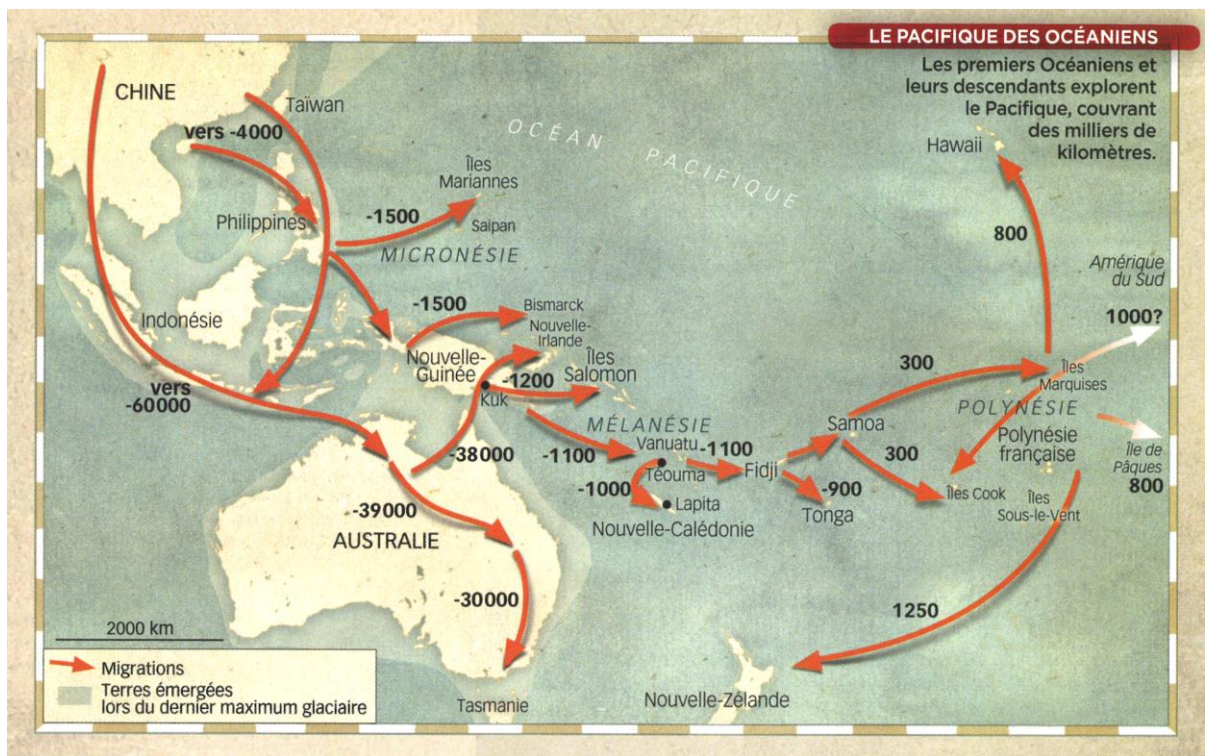 LE PACIFIQUE DES OCÉANIENS
Les premiers Océaniens et
leurs descendants explorent
le Pacifique, couvrant
des milliers de
kilomètres.
CHINE
Taïwan
vers -4000
OCÉAN PACIFIQUE
Hawaii
Îles
Mariannes
Philippines
-1500
Saipan
MICRONÉSIE
800
Amérique
du Sud
1000?
Indonésie
-1500
Bismarck
Nouvelle-
Irlande
Nouvelle-
Guinée
Îles
Salomon
-1200
Kuk
300
Îles
Marquises
vers
-60000
MÉLANÉSIE
POLYNÉSIE
Vanuatu
Samoa
-38000
-1100
-1100
Téouma
Fidji
300
Polynésie
française
Île de
Pâques
800
-1000
Lapita
-900
Tonga
Îles Cook
Îles
Sous-le-Vent
-39000
Nouvelle-Calédonie
AUSTRALIE
-30000
1250
2000 km
Migrations
Terres émergées
lors du dernier maximum glaciaire
Tasmanie
Nouvelle-Zélande